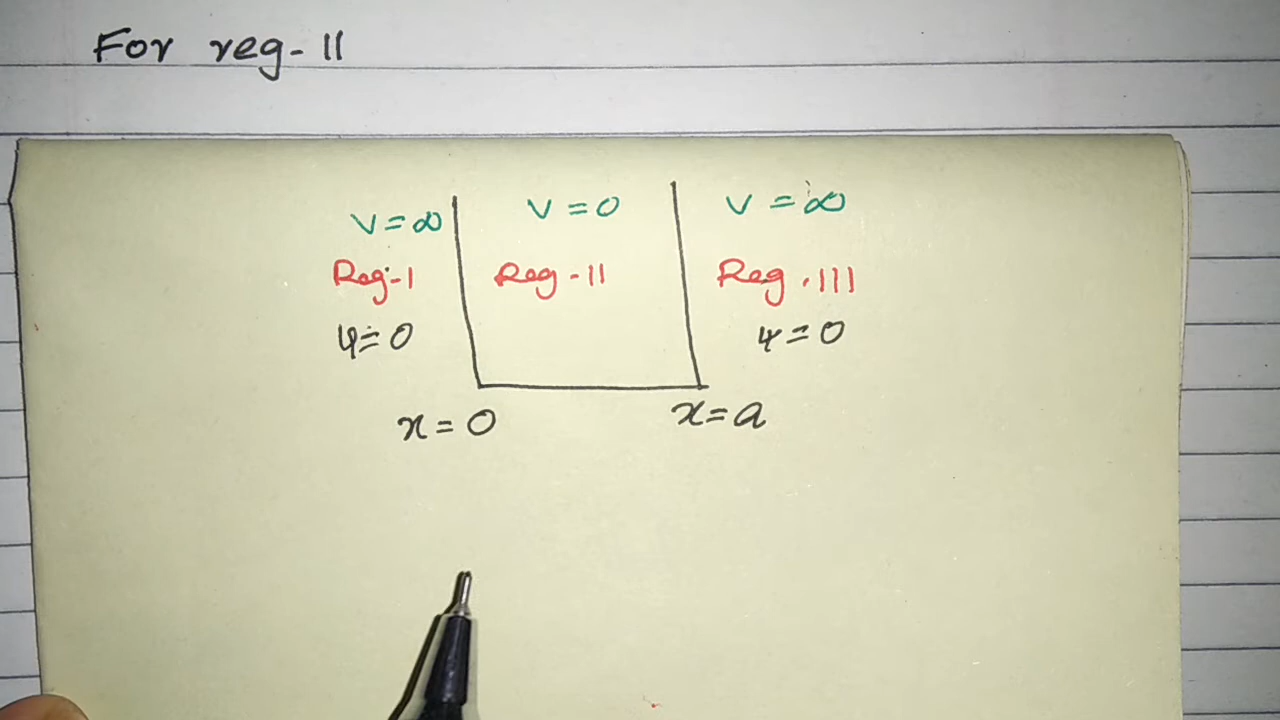 For reg-II
V=∞ V=0 V=∞
Reg-I Reg-II Reg.III
ψ=0 ψ=0
x=0 x=a